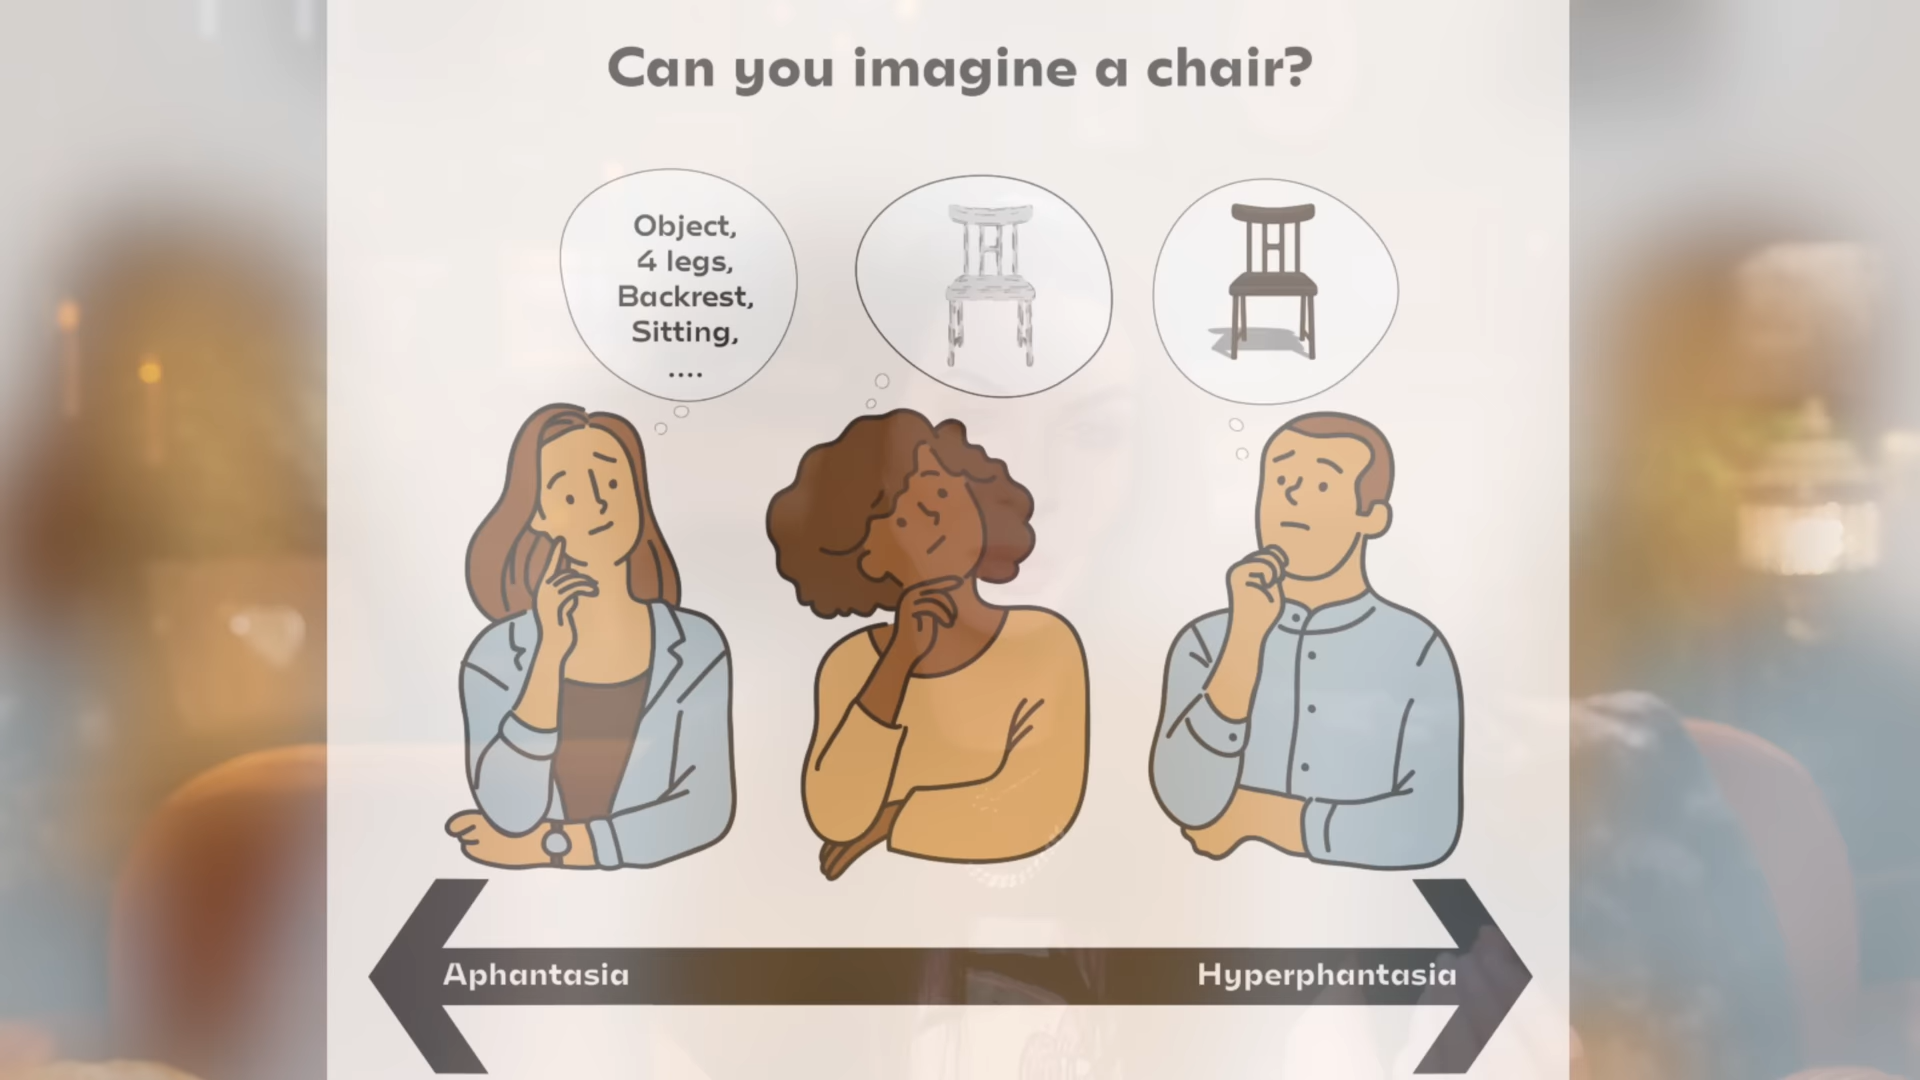 Can you imagine a chair?
Object,
4 legs,
Backrest,
Sitting,
....
Aphantasia
Hyperphantasia